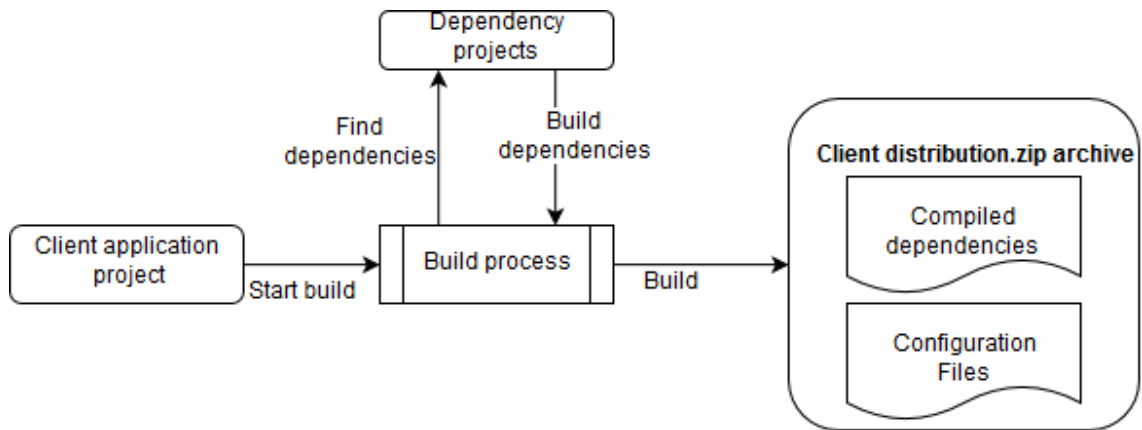 Dependency
projects
Find
dependencies
Build
dependencies
Client distribution.zip archive
Compiled
dependencies
Client application
project
Start build
Build process
Build
Configuration
Files